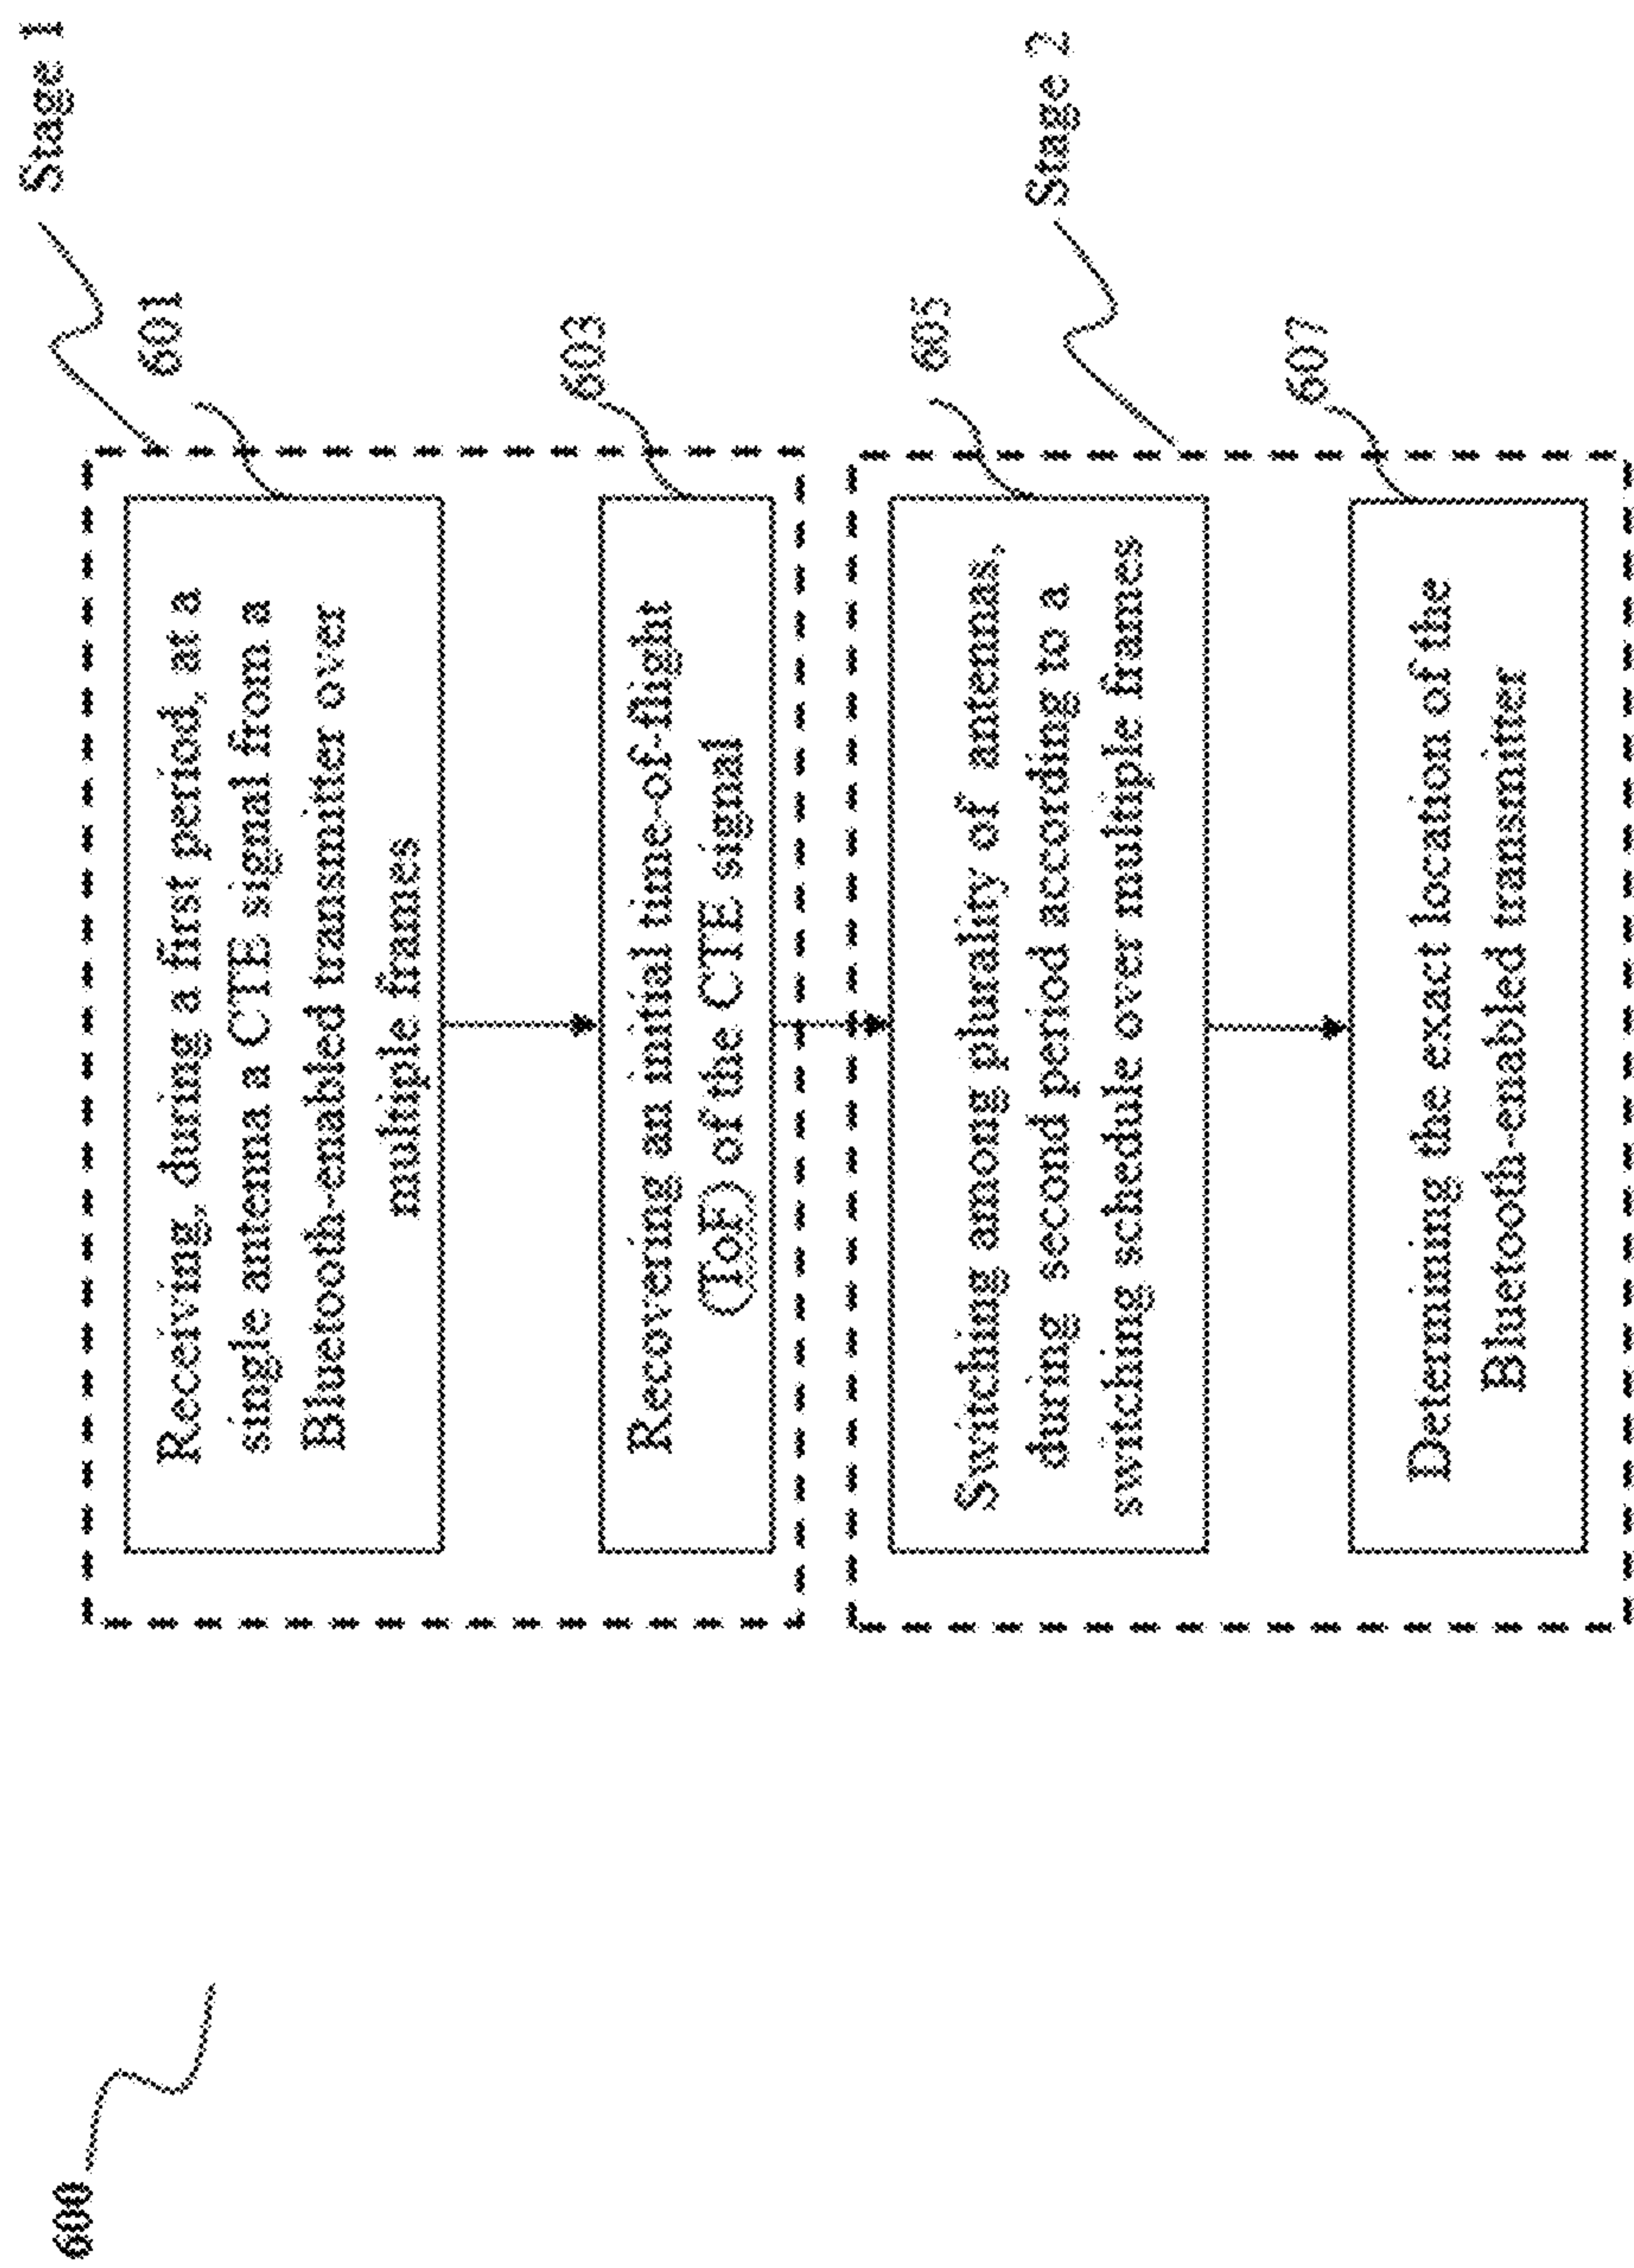 600
Stage 1
601
Receiving, during a first period, at a
single antenna a CTE signal from a
Bluetooth-enabled transmitter over
multiple frames
603
Recovering an initial time-of-flight
(ToF) of the CTE signal
605
Switching among plurality of antennas,
during second period according to a
switching schedule over multiple frames
Stage 2
607
Determining the exact location of the
Bluetooth-enabled transmitter